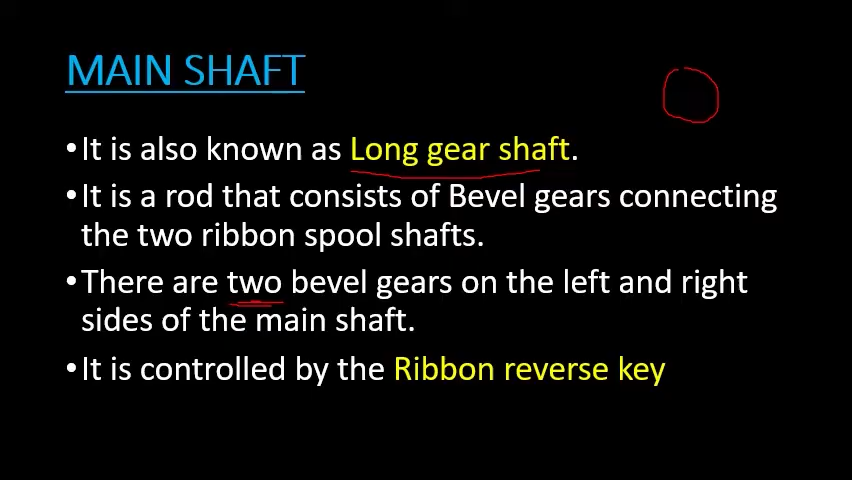 MAIN SHAFT
•It is also known as Long gear shaft.
•It is a rod that consists of Bevel gears connecting
the two ribbon spool shafts.
•There are two bevel gears on the left and right
sides of the main shaft.
•It is controlled by the Ribbon reverse key